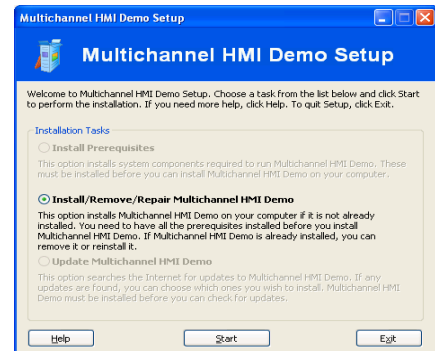 Multichannel HMI Demo Setup
Multichannel HMI Demo Setup
Welcome to Multichannel HMI Demo Setup. Choose a task from the list below and click Start
to perform the installation. If you need more help, click Help. To quit Setup, click Exit.
Installation Tasks
Install Prerequisites
This option installs system components required to run Multichannel HMI Demo. These
must be installed before you can install Multichannel HMI Demo on your computer.
Install/Remove/Repair Multichannel HMI Demo
This option installs Multichannel HMI Demo on your computer if it is not already
installed. You need to have all the prerequisites installed before you install
Multichannel HMI Demo. If Multichannel HMI Demo is already installed, you can
remove it or reinstall it.
Update Multichannel HMI Demo
This option searches the Internet for updates to Multichannel HMI Demo. If any
updates are found, you can choose which ones you wish to install. Multichannel HMI
Demo must be installed before you can check for updates.
Help Start Exit